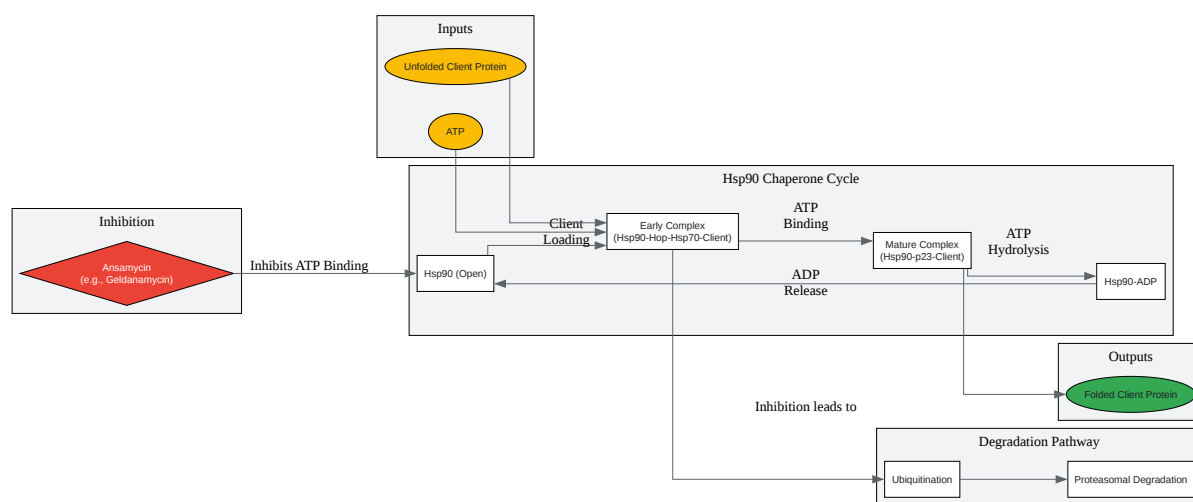 Inputs
Unfolded Client Protein
ATP
Hsp90 Chaperone Cycle
Inhibition
Ansamycin
(e.g., Geldanamycin)
Inhibits ATP Binding
Hsp90 (Open)
Client
Loading
Early Complex
(Hsp90-Hop-Hsp70-Client)
ATP
Binding
Mature Complex
(Hsp90-p23-Client)
ATP
Hydrolysis
Hsp90-ADP
ADP
Release
Outputs
Folded Client Protein
Inhibition leads to
Degradation Pathway
Ubiquitination
Proteasomal Degradation